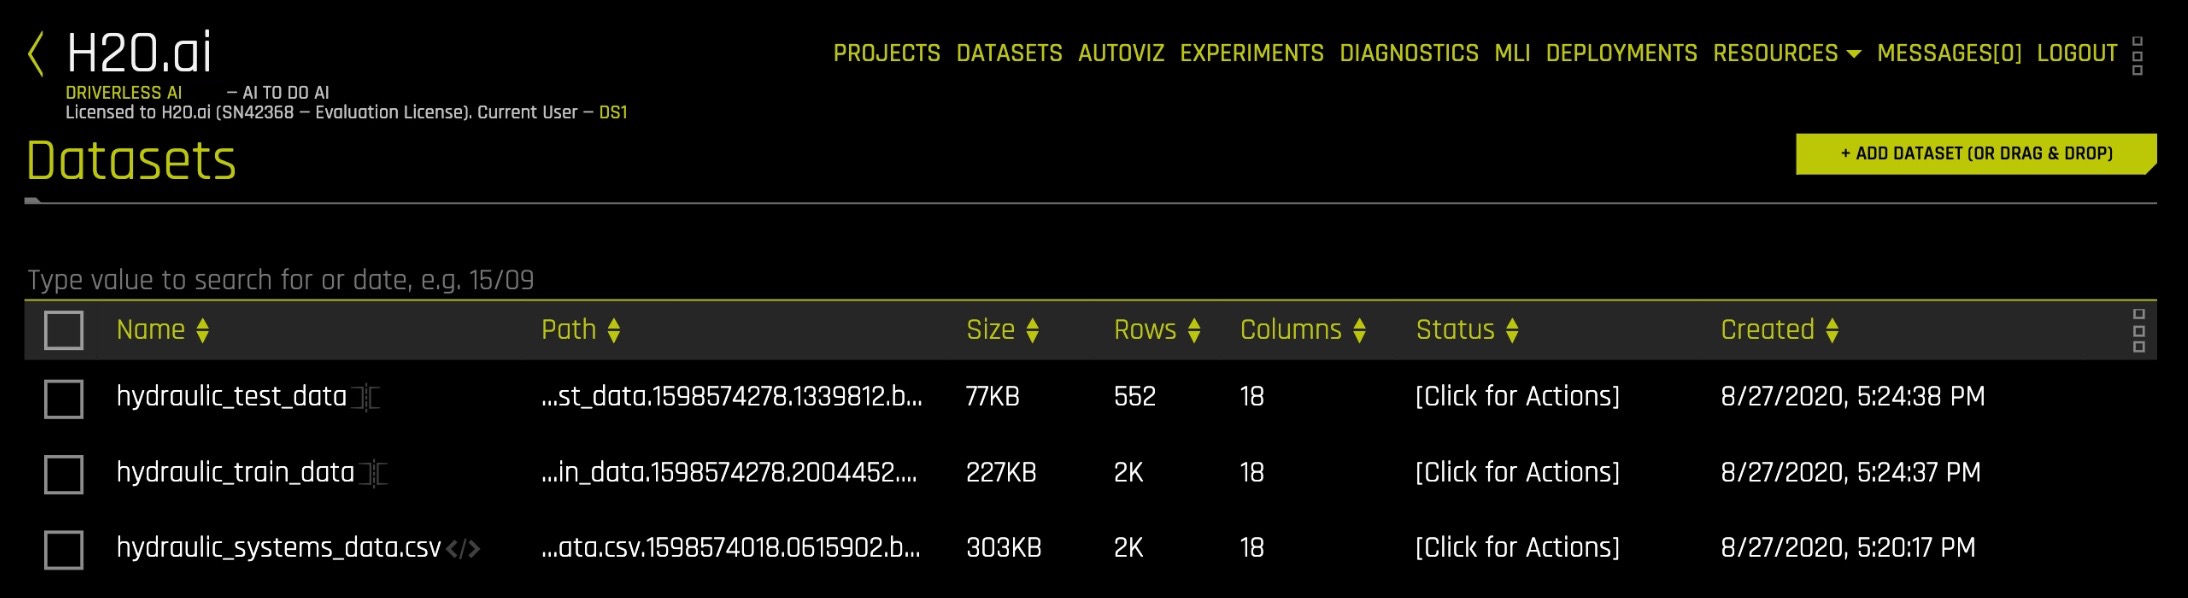 H2O.ai
PROJECTS DATASETS AUTOVIZ EXPERIMENTS DIAGNOSTICS MLI DEPLOYMENTS RESOURCES MESSAGES[0] LOGOUT
DRIVERLESS AI — AI TO DO AI
Licensed to H2O.ai (SN42368 — Evaluation License). Current User — DS1
Datasets
+ ADD DATASET (OR DRAG & DROP)
Type value to search for or date, e.g. 15/09
Name Path Size Rows Columns Status Created
hydraulic_test_data ...st_data.1598574278.1339812.b... 77KB 552 18 [Click for Actions] 8/27/2020, 5:24:38 PM
hydraulic_train_data ...in_data.1598574278.2004452.... 227KB 2K 18 [Click for Actions] 8/27/2020, 5:24:37 PM
hydraulic_systems_data.csv </> ...ata.csv.1598574018.0615902.b... 303KB 2K 18 [Click for Actions] 8/27/2020, 5:20:17 PM